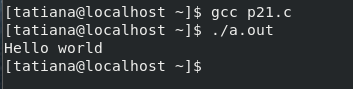 [tatiana@localhost ~]$ gcc p21.c
[tatiana@localhost ~]$ ./a.out
Hello world
[tatiana@localhost ~]$